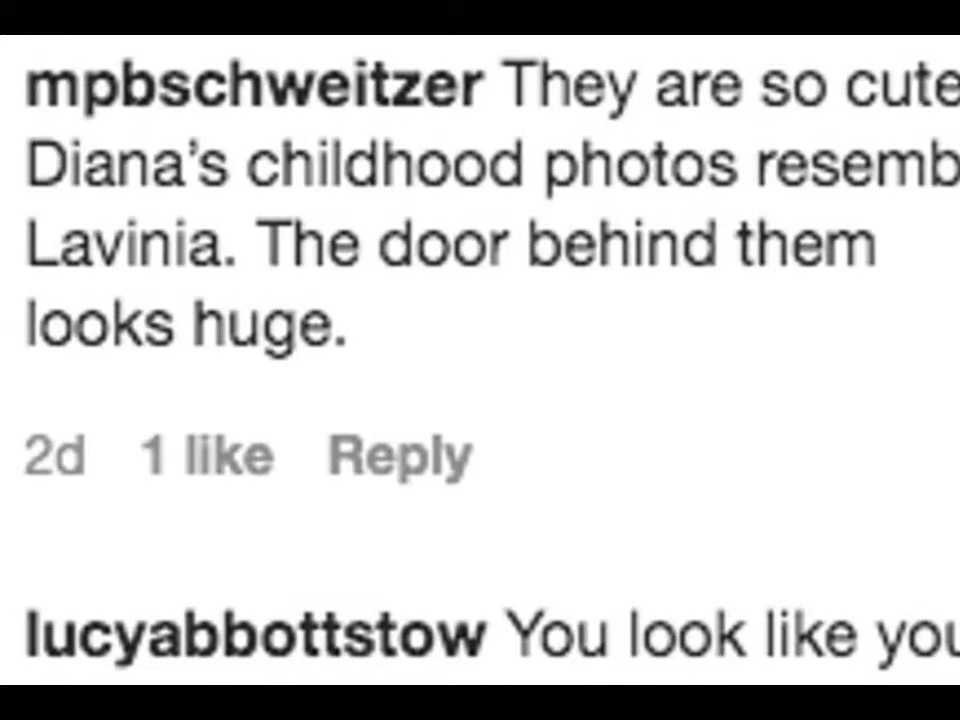 mpbschweitzer They are so cute
Diana’s childhood photos resemb
Lavinia. The door behind them
looks huge.
2d 1 like Reply
lucyabbottstow You look like you